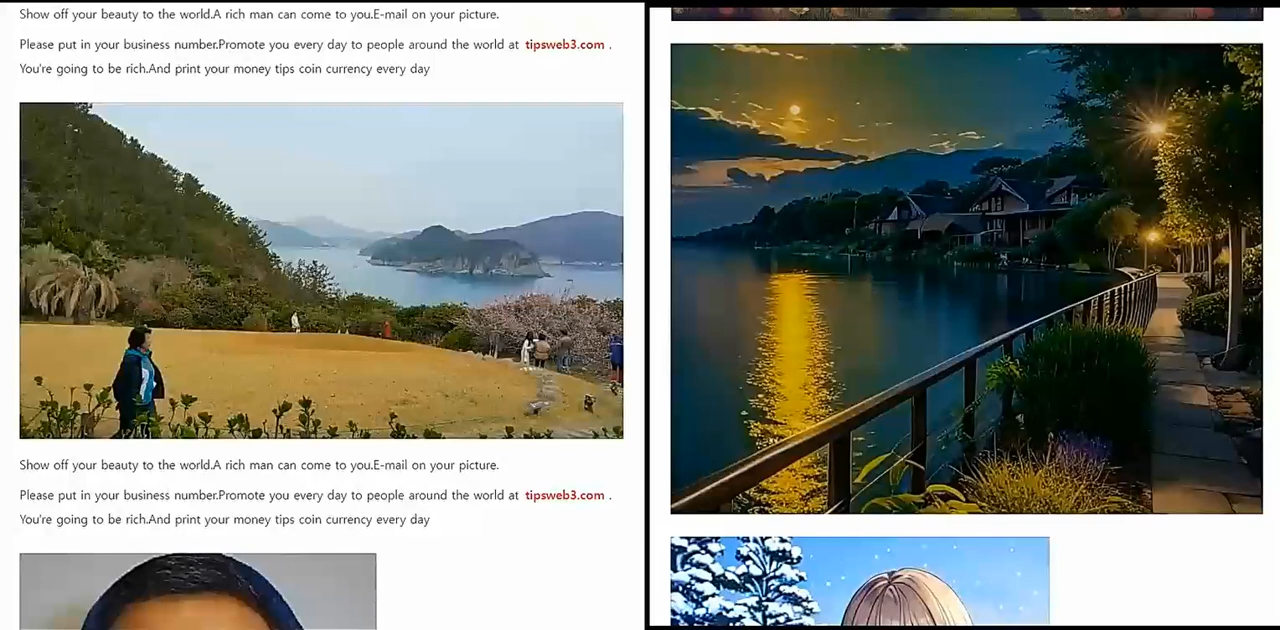 Show off your beauty to the world.A rich man can come to you.E-mail on your picture.
Please put in your business number.Promote you every day to people around the world at tipsweb3.com .
You're going to be rich.And print your money tips coin currency every day
Show off your beauty to the world.A rich man can come to you.E-mail on your picture.
Please put in your business number.Promote you every day to people around the world at tipsweb3.com .
You're going to be rich.And print your money tips coin currency every day